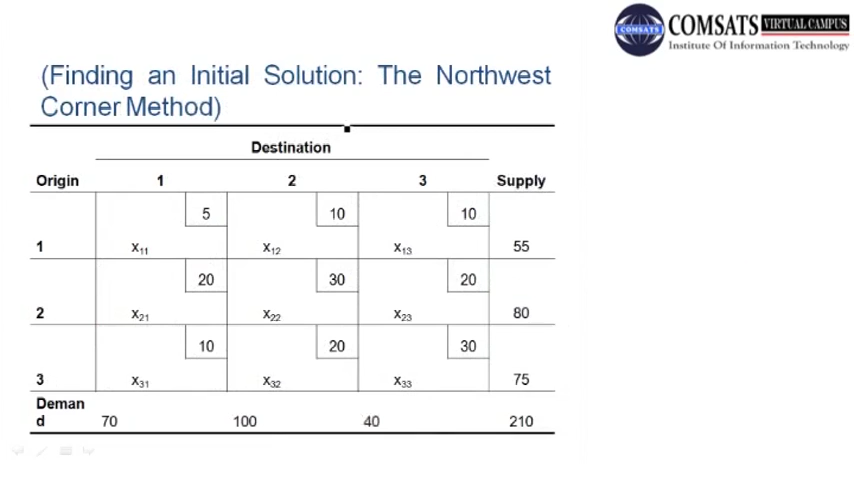 COMSATS VIRTUAL CAMPUS
Institute Of Information Technology
(Finding an Initial Solution: The Northwest
Corner Method)
Destination
Origin 1 2 3 Supply
5 10 10
1 x₁₁ x₁₂ x₁₃ 55
20 30 20
2 x₂₁ x₂₂ x₂₃ 80
10 20 30
3 x₃₁ x₃₂ x₃₃ 75
Deman
d 70 100 40 210